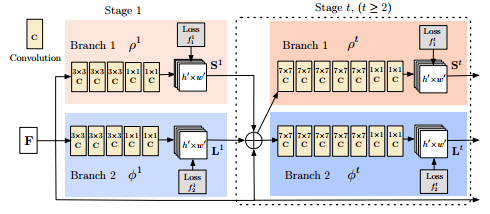 Stage 1
Stage t, (t ≥ 2)
C
Convolution
Branch 1 ρ¹
Loss
f₁¹
3×3 C 3×3 C 3×3 C 1×1 C 1×1 C
h′×w′
S¹
F
3×3 C 3×3 C 3×3 C 1×1 C 1×1 C
h′×w′
L¹
Branch 2 ϕ¹
Loss
f₂¹
Branch 1 ρᵗ
Loss
f₁ᵗ
7×7 C 7×7 C 7×7 C 7×7 C 7×7 C 1×1 C 1×1 C
h′×w′
Sᵗ
7×7 C 7×7 C 7×7 C 7×7 C 7×7 C 1×1 C 1×1 C
h′×w′
Lᵗ
Branch 2 ϕᵗ
Loss
f₂ᵗ